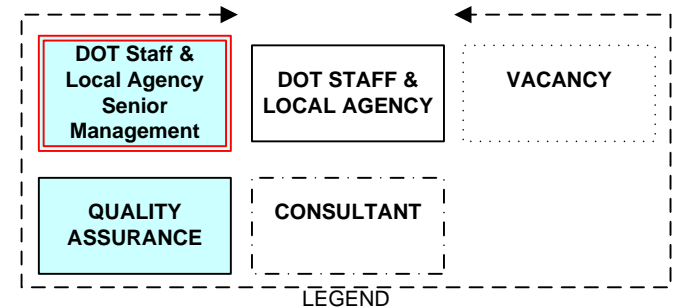 DOT Staff &
Local Agency
Senior
Management
DOT STAFF &
LOCAL AGENCY
VACANCY
QUALITY
ASSURANCE
CONSULTANT
LEGEND